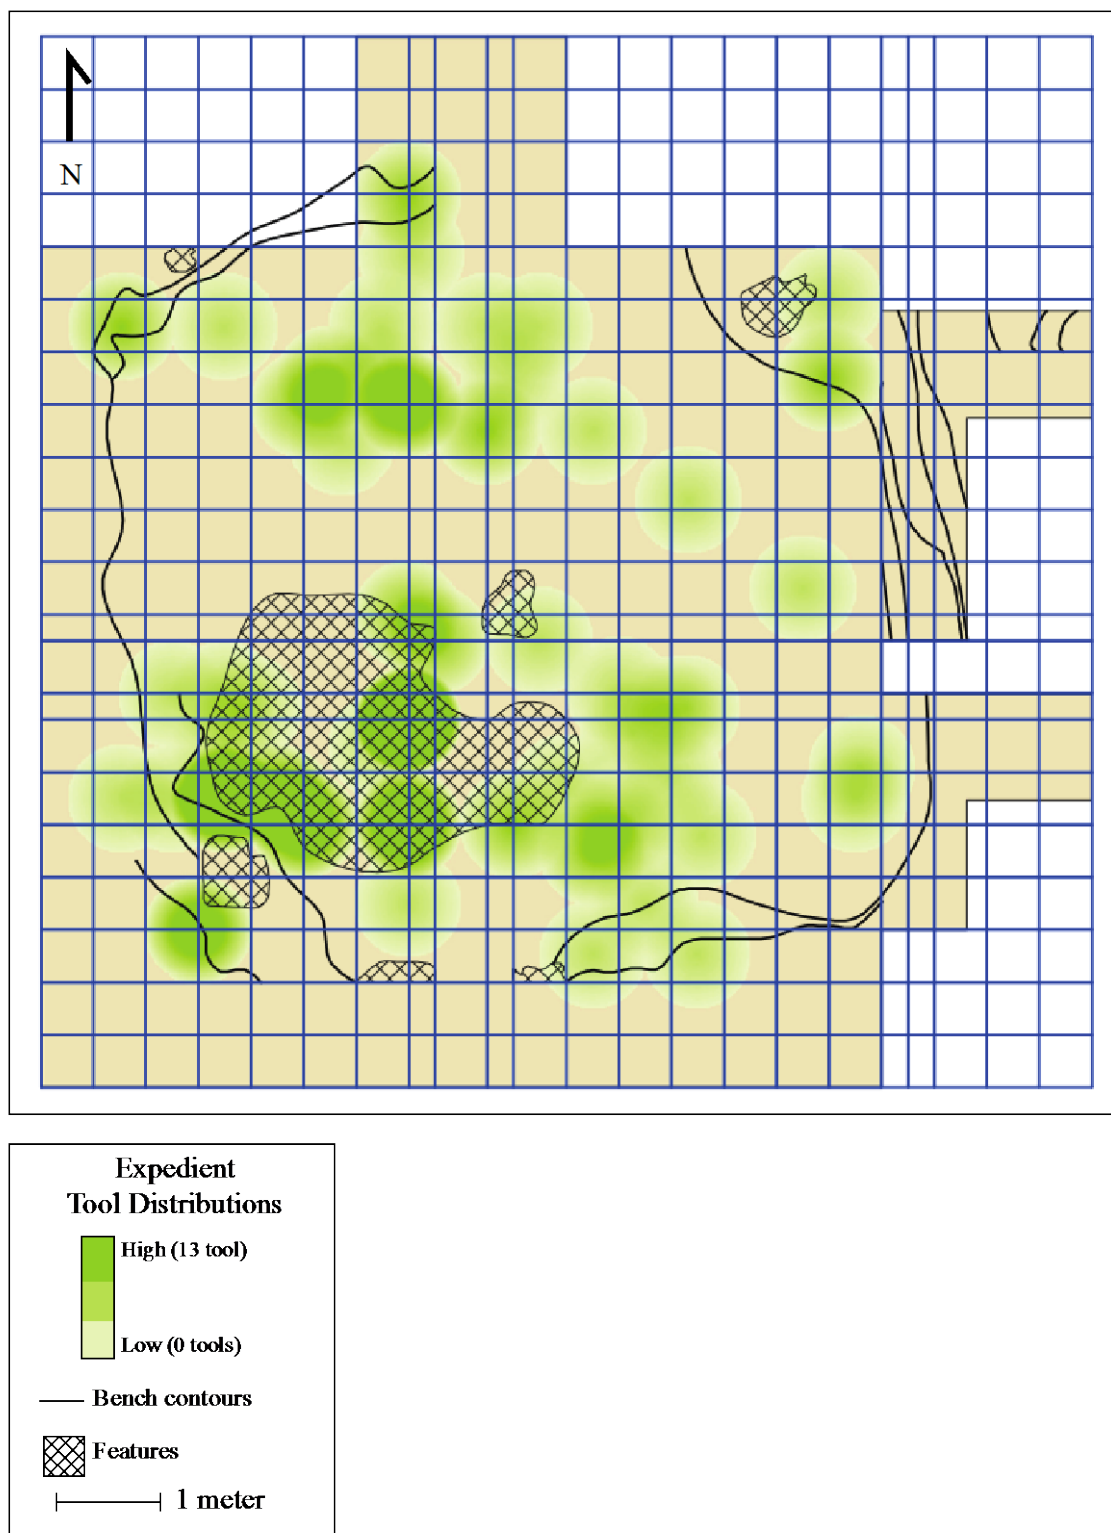 N
Expedient
Tool Distributions
High (13 tool)
Low (0 tools)
Bench contours
Features
1 meter